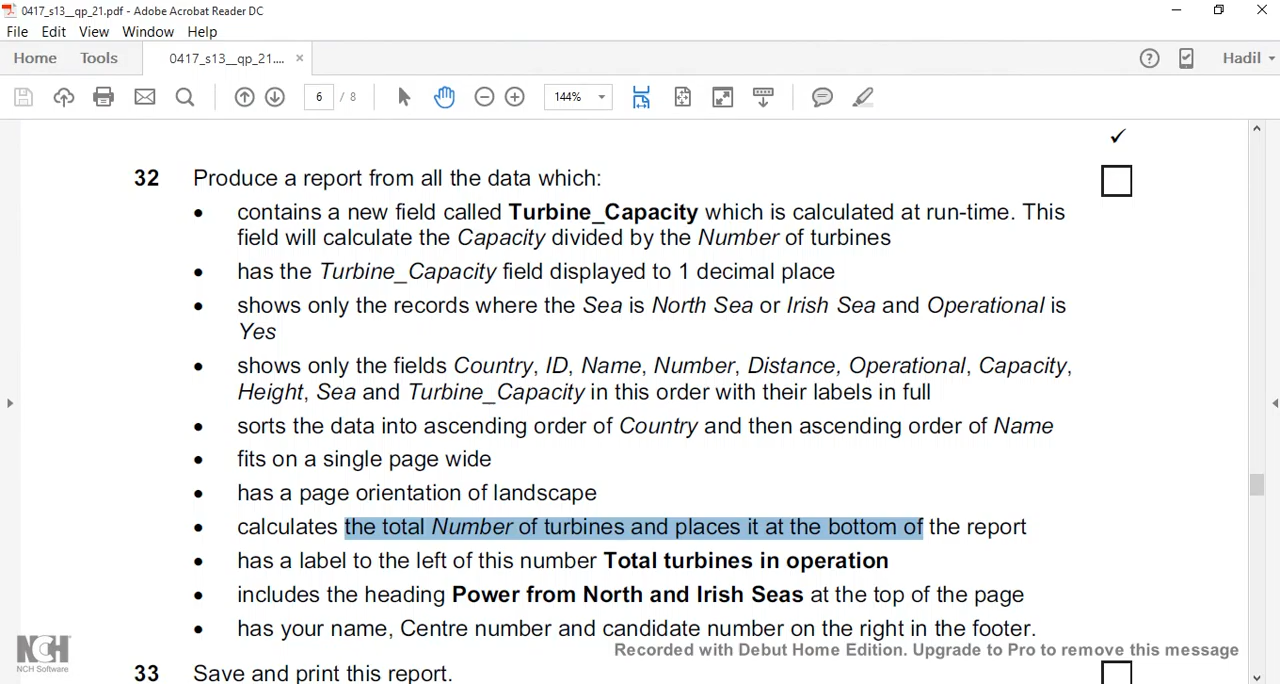 0417_s13__qp_21.pdf - Adobe Acrobat Reader DC
File Edit View Window Help
Home Tools 0417_s13__qp_21.... × Hadil
6 / 8 144%
32 Produce a report from all the data which:
• contains a new field called Turbine_Capacity which is calculated at run-time. This
field will calculate the Capacity divided by the Number of turbines
• has the Turbine_Capacity field displayed to 1 decimal place
• shows only the records where the Sea is North Sea or Irish Sea and Operational is
Yes
• shows only the fields Country, ID, Name, Number, Distance, Operational, Capacity,
Height, Sea and Turbine_Capacity in this order with their labels in full
• sorts the data into ascending order of Country and then ascending order of Name
• fits on a single page wide
• has a page orientation of landscape
• calculates the total Number of turbines and places it at the bottom of the report
• has a label to the left of this number Total turbines in operation
• includes the heading Power from North and Irish Seas at the top of the page
• has your name, Centre number and candidate number on the right in the footer.
NCH
NCH Software
Recorded with Debut Home Edition. Upgrade to Pro to remove this message
33 Save and print this report.